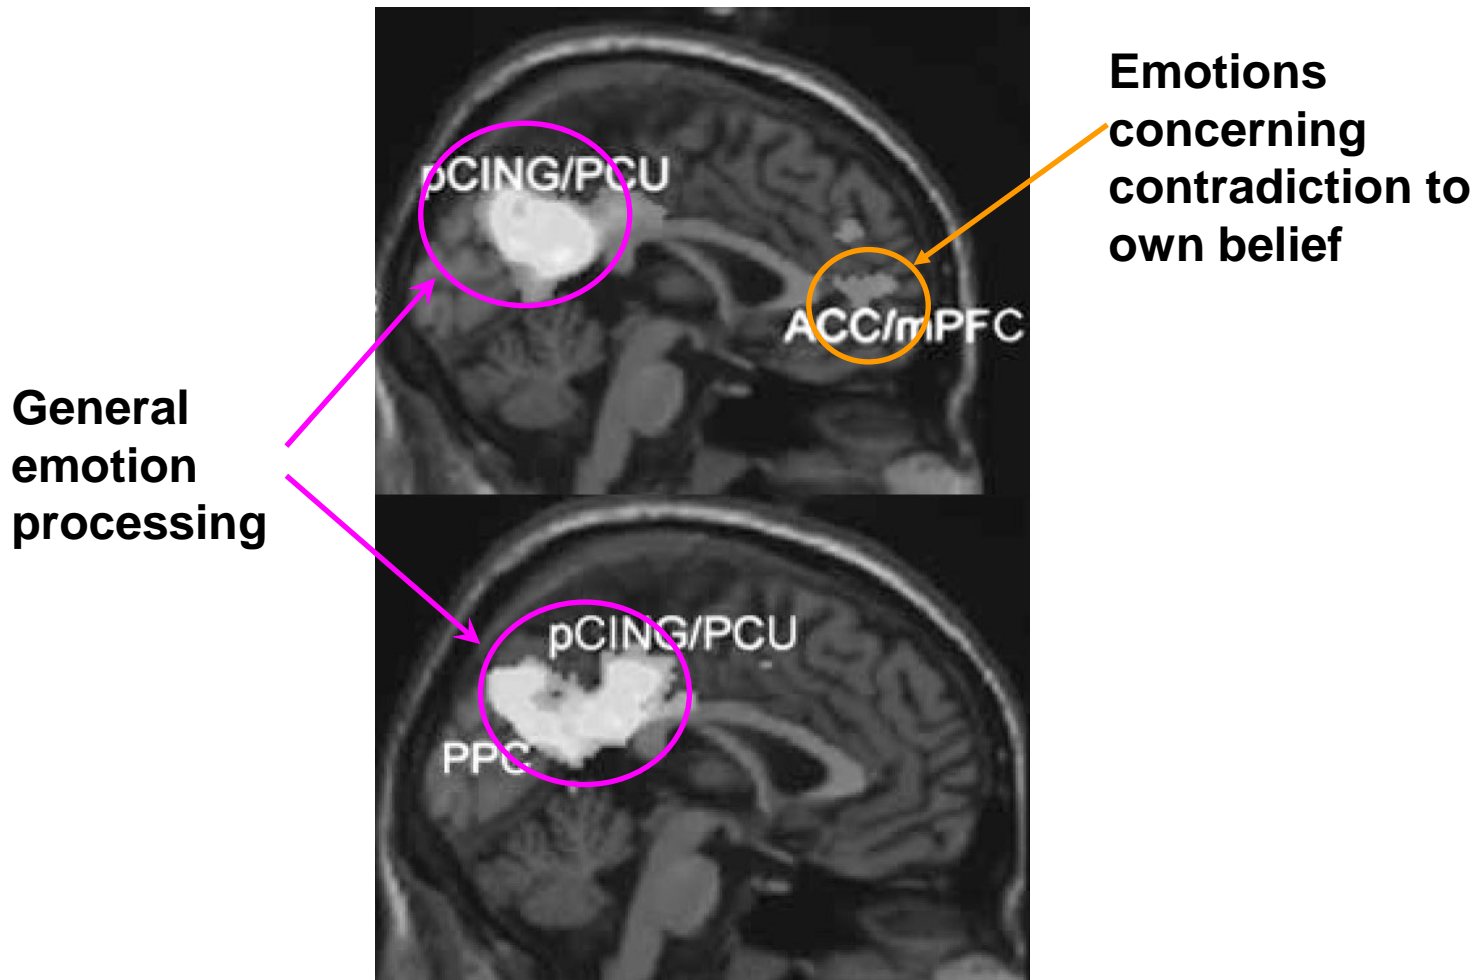 Emotions
concerning
contradiction to
own belief
pCING/PCU
ACC/mPFC
General
emotion
processing
pCING/PCU
PPC